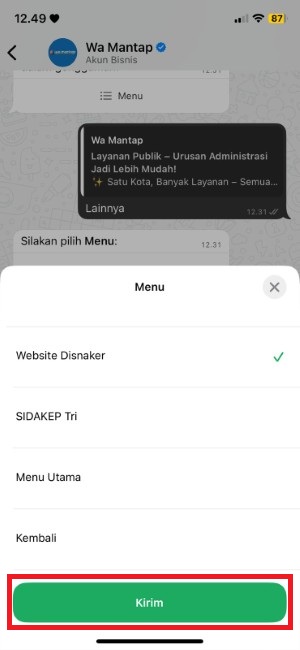 12.49
87
Wa Mantap
Akun Bisnis
12.31
Menu
Wa Mantap
Layanan Publik – Urusan Administrasi
Jadi Lebih Mudah!
✨ Satu Kota, Banyak Layanan – Semua...
Lainnya
12.31
Silakan pilih Menu:
12.31
Menu
Website Disnaker
SIDAKEP Tri
Menu Utama
Kembali
Kirim